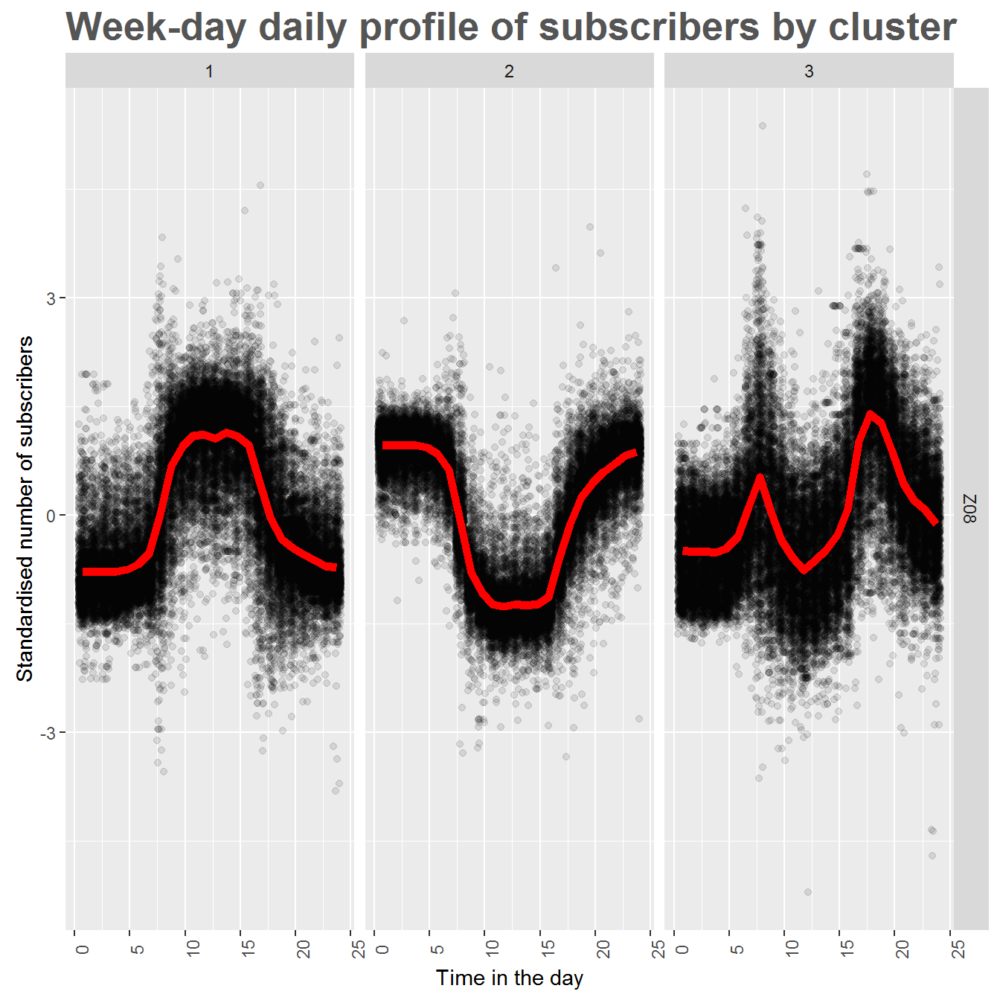 Week-day daily profile of subscribers by cluster
1 2 3
Z08
Standardised number of subscribers
3
0
-3
0 5 10 15 20 25 0 5 10 15 20 25 0 5 10 15 20 25
Time in the day